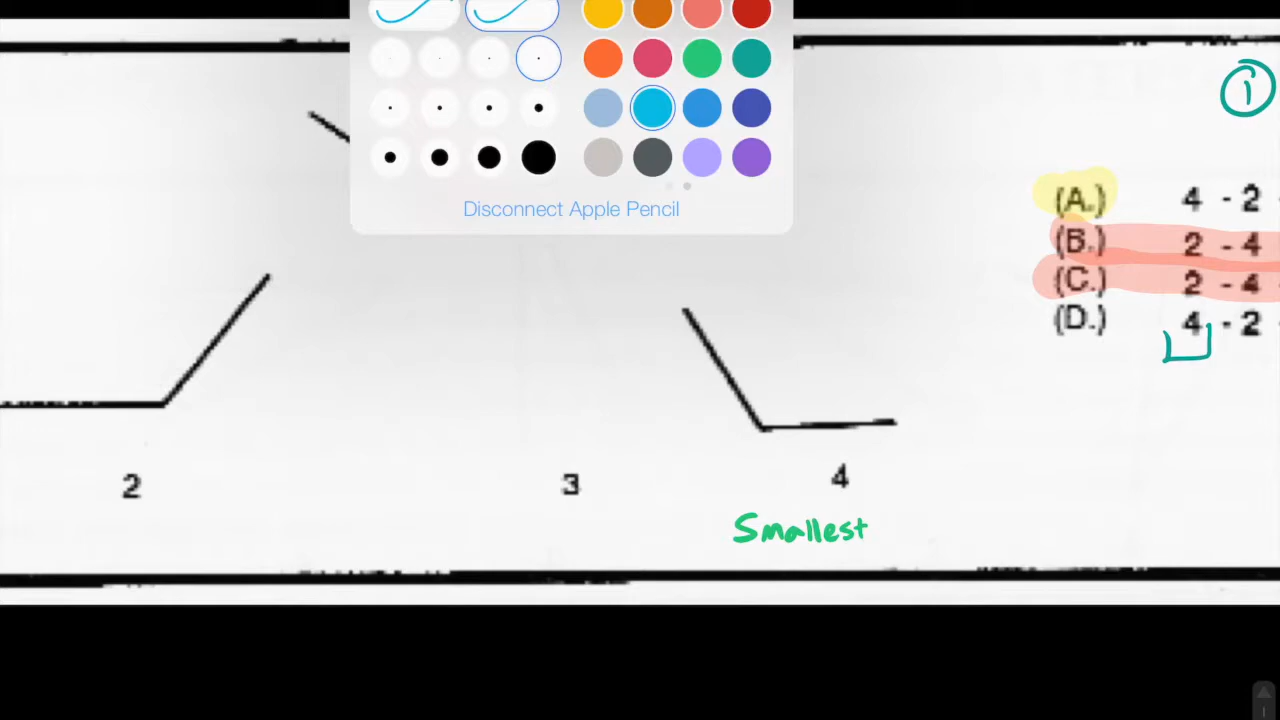 Disconnect Apple Pencil
1
(A.) 4 - 2
(B.) 2 - 4
(C.) 2 - 4
(D.) 4 - 2
2
3
4
Smallest